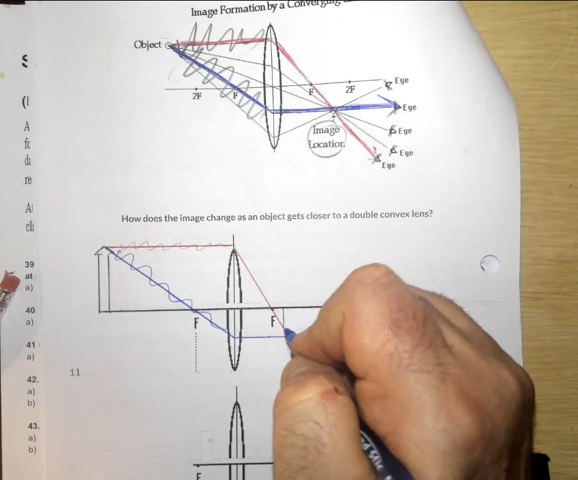 Image Formation by a Converging
Object
Eye
2F
F
F
2F
Eye
Eye
Eye
Eye
Image
Location
How does the image change as an object gets closer to a double convex lens?
F
F
11
F
39
at
a)
40
a)
41
a)
42.
a)
b)
43.
a)
b)